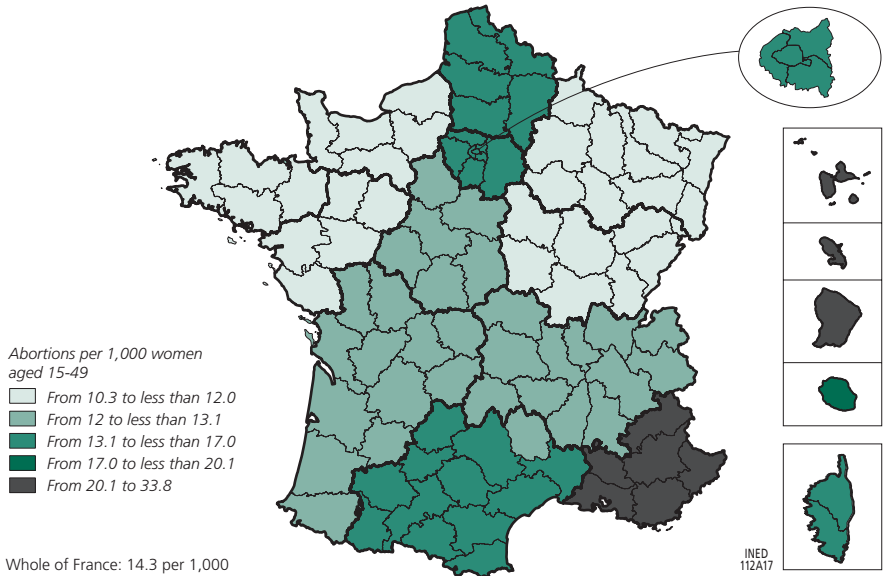 Abortions per 1,000 women
aged 15-49
From 10.3 to less than 12.0
From 12 to less than 13.1
From 13.1 to less than 17.0
From 17.0 to less than 20.1
From 20.1 to 33.8
Whole of France: 14.3 per 1,000
INED
112A17